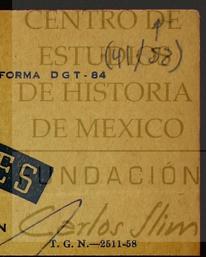 CENTRO DE
ESTUDIOS
(41/58)
FORMA DGT-84
DE HISTORIA
DE MEXICO
ES
FUNDACIÓN
N
Carlos Slim
T. G. N.—2511-58